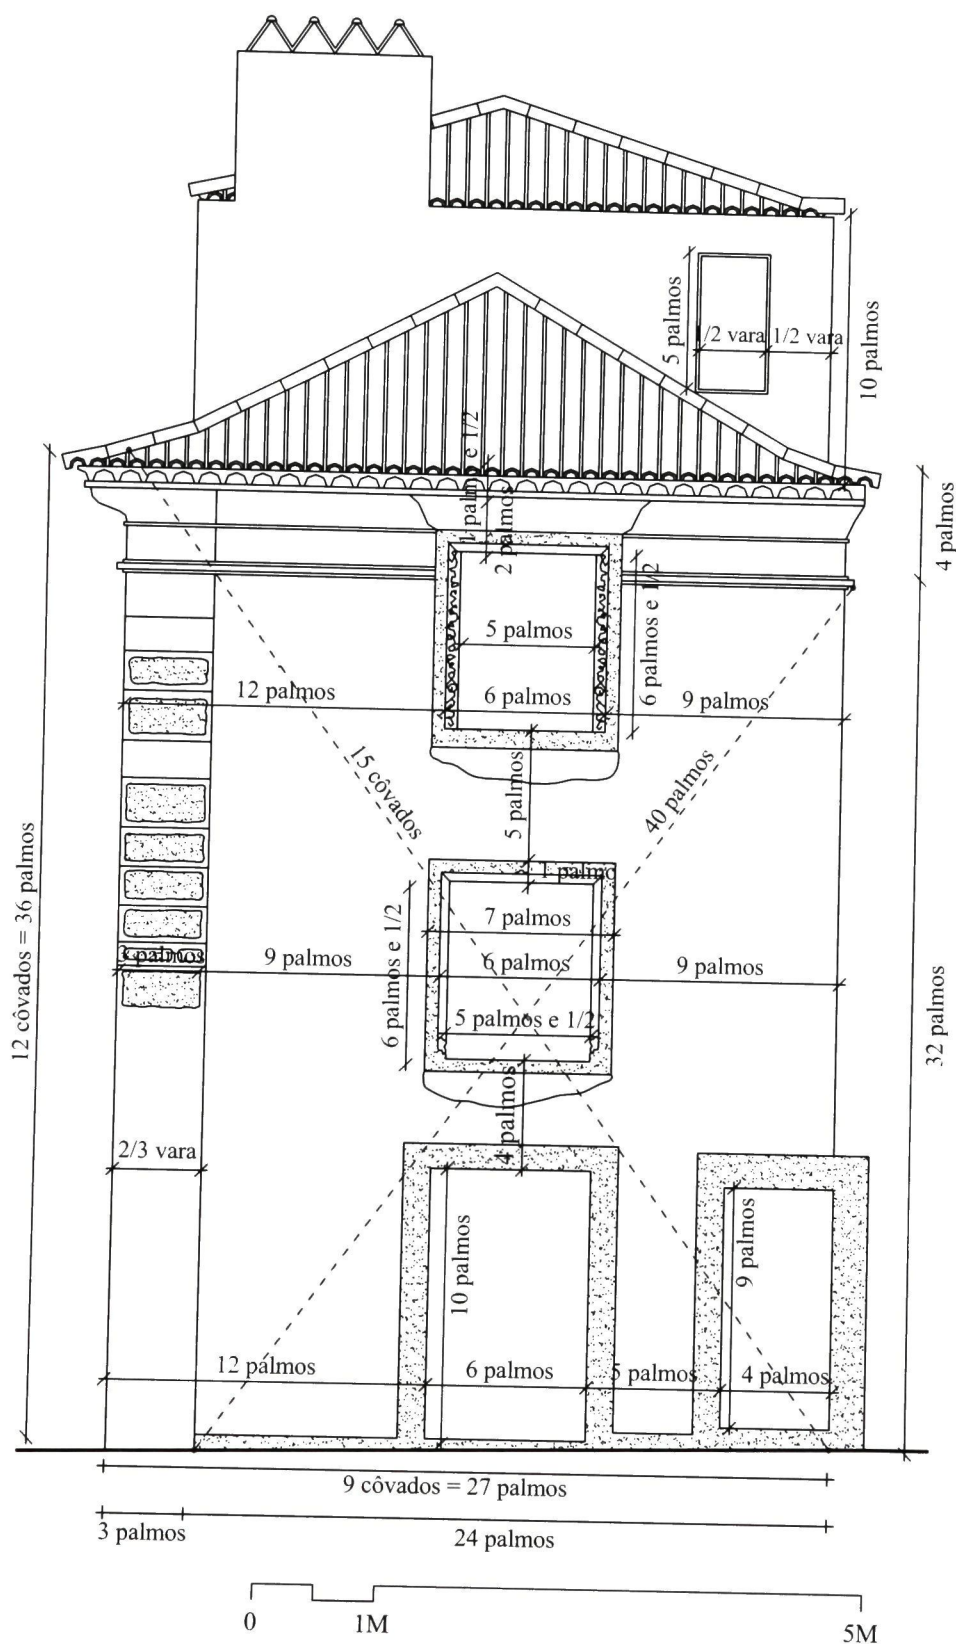 5 palmos
1/2 vara
1/2 vara
10 palmos
1 palmo e 1/2
2 palmos
4 palmos
5 palmos
6 palmos e 1/2
12 palmos
6 palmos
9 palmos
15 côvados
5 palmos
40 palmos
12 côvados = 36 palmos
1 palmo
7 palmos
6 palmos e 1/2
3 palmos
9 palmos
6 palmos
9 palmos
5 palmos e 1/2
32 palmos
4 palmos
2/3 vara
10 palmos
9 palmos
12 palmos
6 palmos
5 palmos
4 palmos
9 côvados = 27 palmos
3 palmos
24 palmos
0
1M
5M